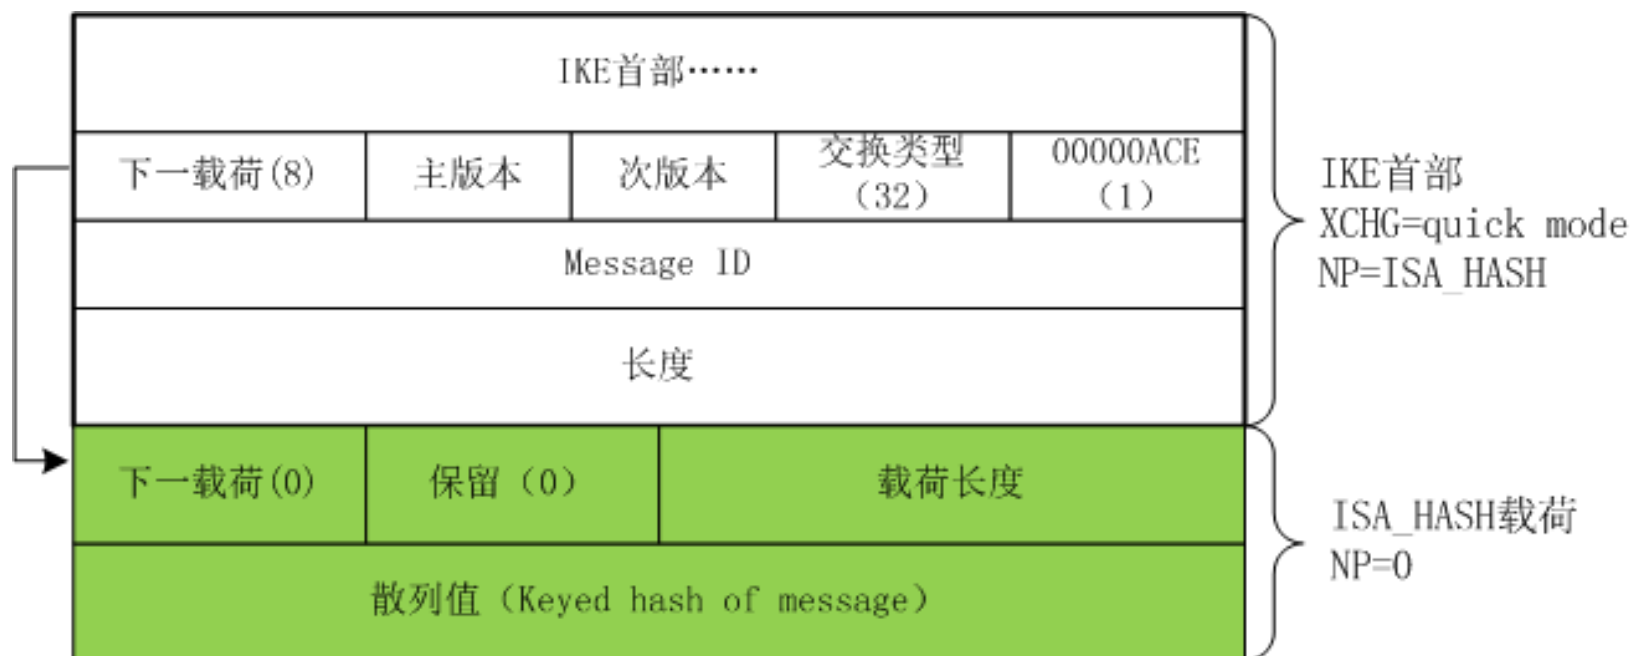 IKE首部……
下一载荷(8)
主版本
次版本
交换类型
（32）
00000ACE
（1）
Message ID
长度
IKE首部
XCHG=quick mode
NP=ISA_HASH
下一载荷(0)
保留（0）
载荷长度
散列值（Keyed hash of message）
ISA_HASH载荷
NP=0